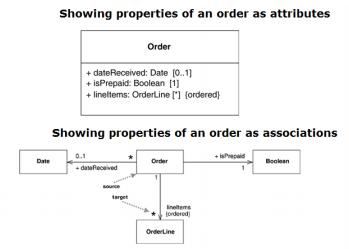 Showing properties of an order as attributes
Order
+ dateReceived: Date [0..1]
+ isPrepaid: Boolean [1]
+ lineItems: OrderLine [*] {ordered}
Showing properties of an order as associations
Date
0..1
+ dateReceived
*
Order
+ isPrepaid
1
Boolean
source
target
1
*
lineItems
{ordered}
OrderLine